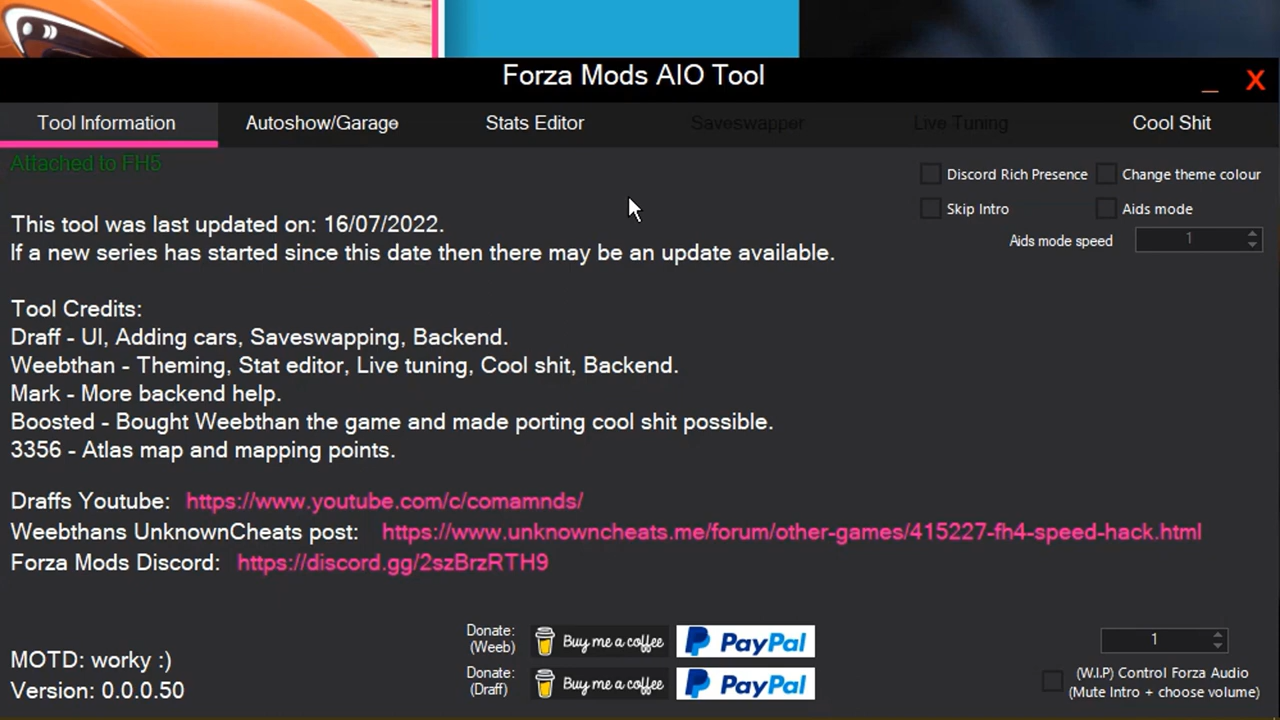 Forza Mods AIO Tool
_ X
Tool Information Autoshow/Garage Stats Editor Saveswapper Live Tuning Cool Shit
Attached to FH5
Discord Rich Presence Change theme colour
Skip Intro Aids mode
Aids mode speed 1
This tool was last updated on: 16/07/2022.
If a new series has started since this date then there may be an update available.
Tool Credits:
Draff - UI, Adding cars, Saveswapping, Backend.
Weebthan - Theming, Stat editor, Live tuning, Cool shit, Backend.
Mark - More backend help.
Boosted - Bought Weebthan the game and made porting cool shit possible.
3356 - Atlas map and mapping points.
Draffs Youtube: https://www.youtube.com/c/comamnds/
Weebthans UnknownCheats post: https://www.unknowncheats.me/forum/other-games/415227-fh4-speed-hack.html
Forza Mods Discord: https://discord.gg/2szBrzRTH9
Donate:
(Weeb)
Buy me a coffee PayPal
Donate:
(Draff)
Buy me a coffee PayPal
MOTD: worky :)
Version: 0.0.0.50
1
(W.I.P) Control Forza Audio
(Mute Intro + choose volume)